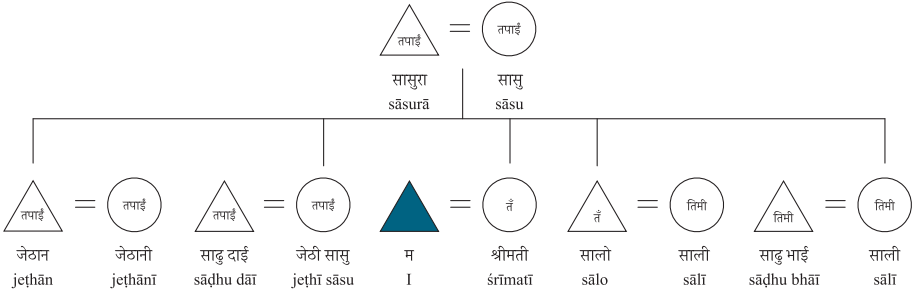 तपाईं तपाईं
सासुरा सासु
sāsurā sāsu
तपाईं तपाईं तपाईं तपाईं तँ तँ तिमी तिमी तिमी
जेठान जेठानी साढु दाई जेठी सासु म श्रीमती सालो साली साढु भाई साली
jeṭhān jeṭhānī sāḍhu dāī jeṭhī sāsu I śrīmatī sālo sālī sāḍhu bhāī sālī